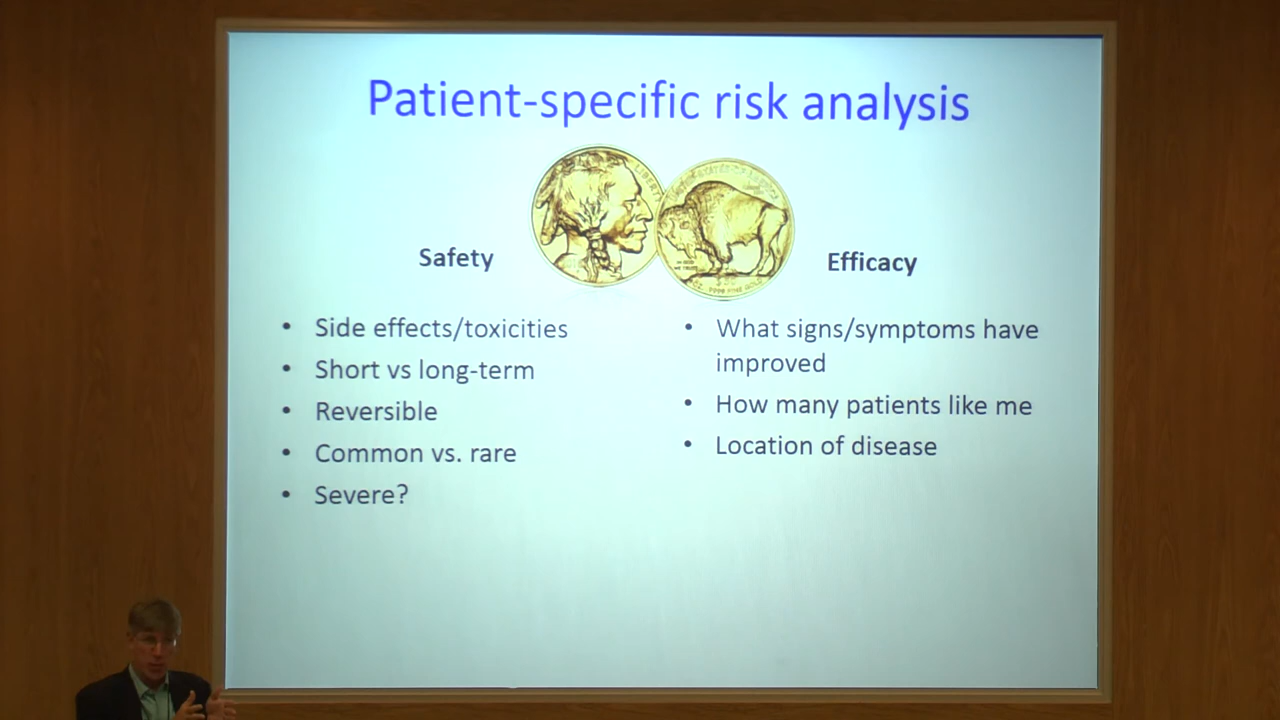 Patient-specific risk analysis
LIBERTY
Safety
Efficacy
• Side effects/toxicities
• Short vs long-term
• Reversible
• Common vs. rare
• Severe?
• What signs/symptoms have
improved
• How many patients like me
• Location of disease